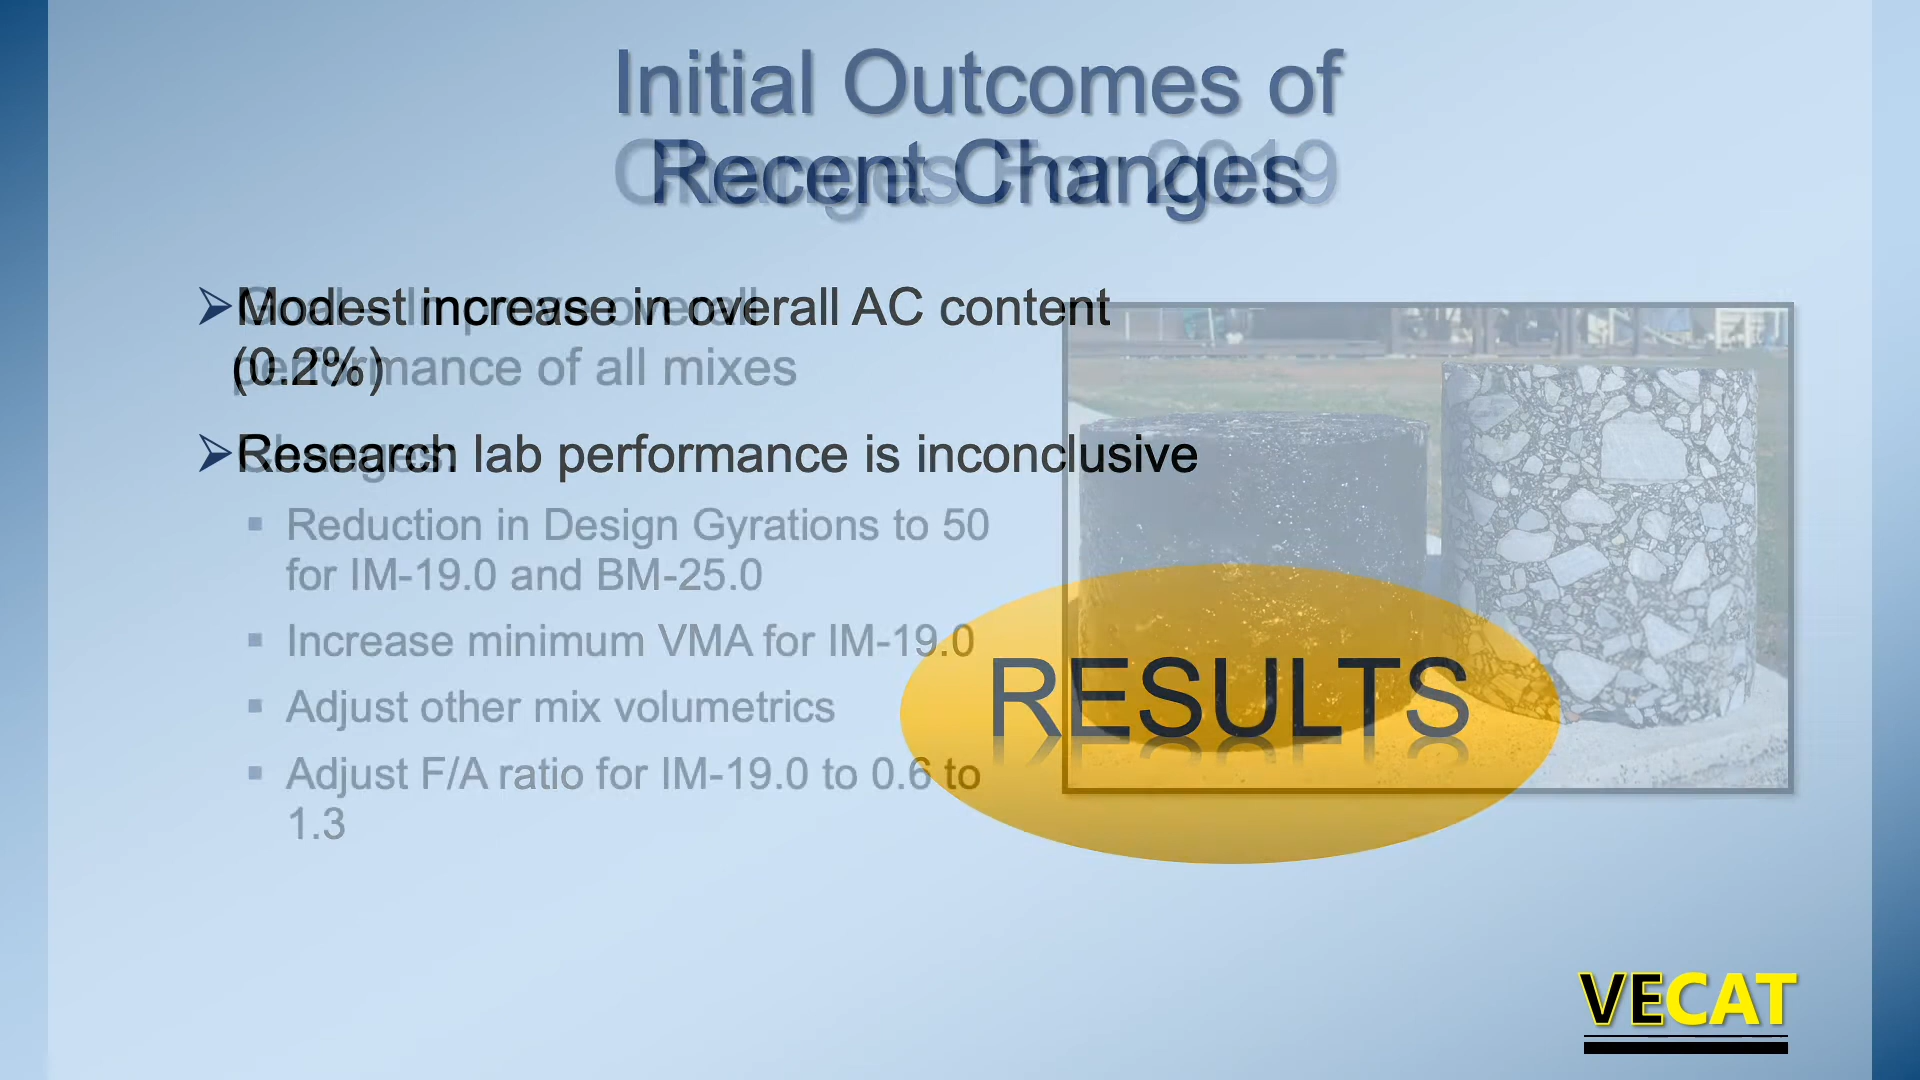 Initial Outcomes of
Recent Changes
Changes For 2019
Modest increase in overall AC content
(0.2%)
Goal – Improve overall
performance of all mixes
Research lab performance is inconclusive
Changes:
Reduction in Design Gyrations to 50
for IM-19.0 and BM-25.0
Increase minimum VMA for IM-19.0
Adjust other mix volumetrics
Adjust F/A ratio for IM-19.0 to 0.6 to
1.3
RESULTS
VECAT